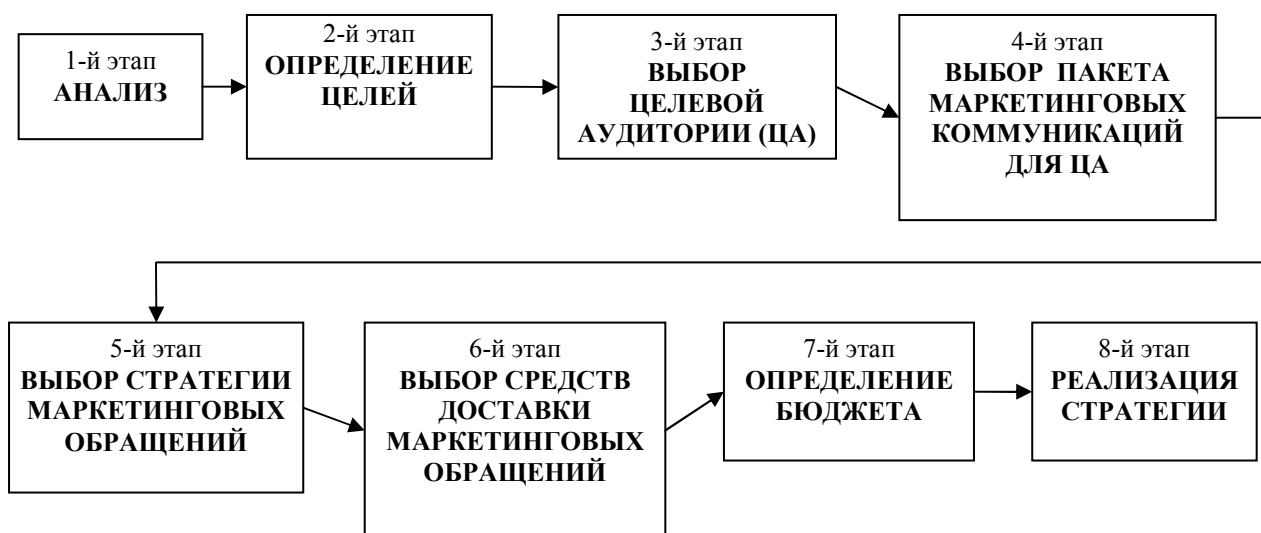 1-й этап
АНАЛИЗ
2-й этап
ОПРЕДЕЛЕНИЕ
ЦЕЛЕЙ
3-й этап
ВЫБОР
ЦЕЛЕВОЙ
АУДИТОРИИ (ЦА)
4-й этап
ВЫБОР ПАКЕТА
МАРКЕТИНГОВЫХ
КОММУНИКАЦИЙ
ДЛЯ ЦА
5-й этап
ВЫБОР СТРАТЕГИИ
МАРКЕТИНГОВЫХ
ОБРАЩЕНИЙ
6-й этап
ВЫБОР СРЕДСТВ
ДОСТАВКИ
МАРКЕТИНГОВЫХ
ОБРАЩЕНИЙ
7-й этап
ОПРЕДЕЛЕНИЕ
БЮДЖЕТА
8-й этап
РЕАЛИЗАЦИЯ
СТРАТЕГИИ